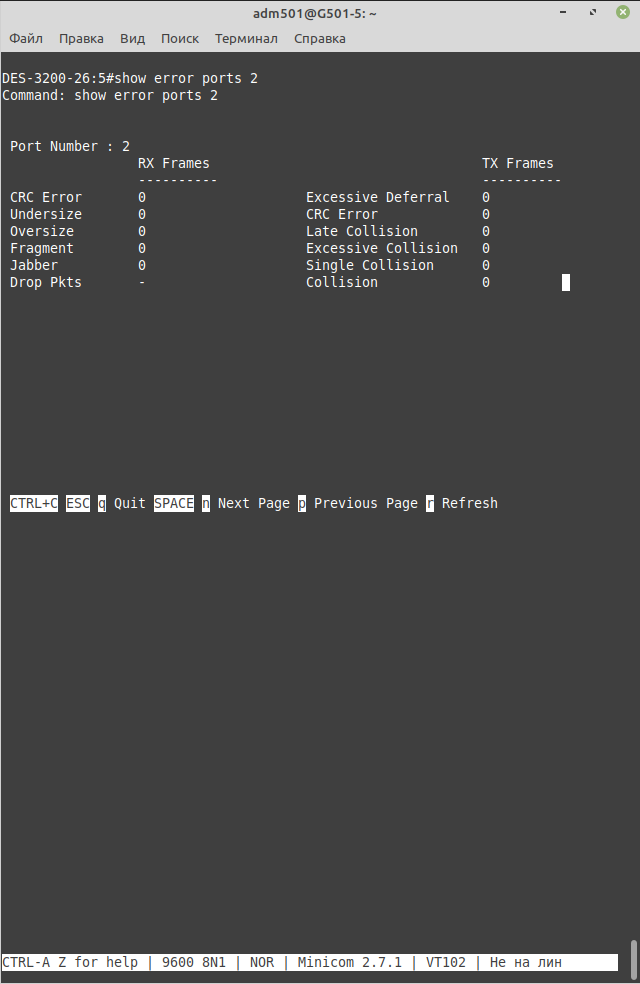 adm501@G501-5: ~
Файл Правка Вид Поиск Терминал Справка
DES-3200-26:5#show error ports 2
Command: show error ports 2
Port Number : 2
RX Frames TX Frames
---------- ----------
CRC Error 0 Excessive Deferral 0
Undersize 0 CRC Error 0
Oversize 0 Late Collision 0
Fragment 0 Excessive Collision 0
Jabber 0 Single Collision 0
Drop Pkts - Collision 0
CTRL+C ESC q Quit SPACE n Next Page p Previous Page r Refresh
CTRL-A Z for help | 9600 8N1 | NOR | Minicom 2.7.1 | VT102 | Не на лин